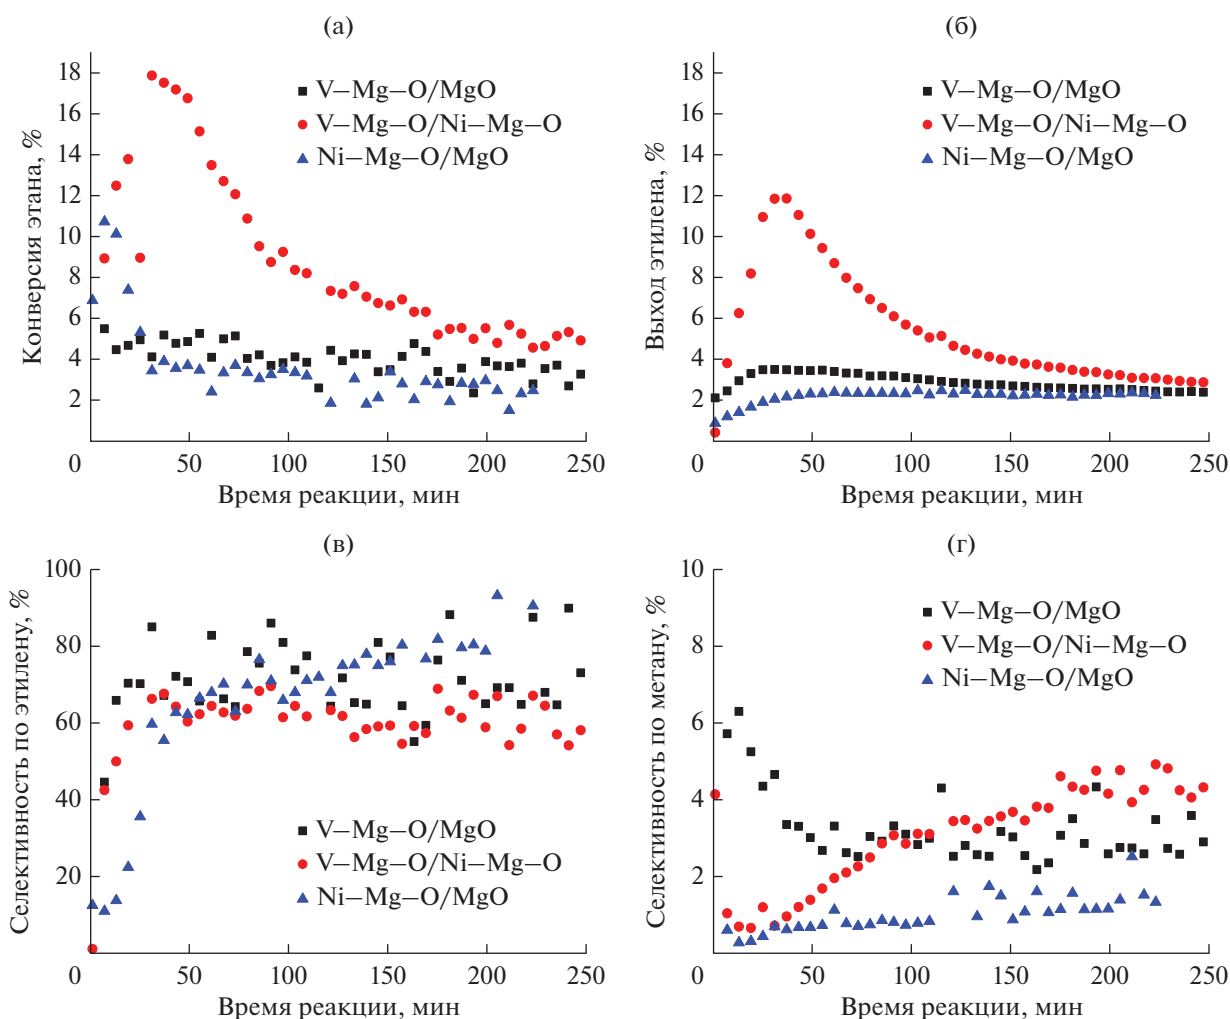 (а)
18
16
14
12
10
8
6
4
2
0
50
100
150
200
250
Конверсия этана, %
Время реакции, мин
V–Mg–O/MgO
V–Mg–O/Ni–Mg–O
Ni–Mg–O/MgO
(б)
18
16
14
12
10
8
6
4
2
0
50
100
150
200
250
Выход этилена, %
Время реакции, мин
V–Mg–O/MgO
V–Mg–O/Ni–Mg–O
Ni–Mg–O/MgO
(в)
100
80
60
40
20
0
50
100
150
200
250
Селективность по этилену, %
Время реакции, мин
V–Mg–O/MgO
V–Mg–O/Ni–Mg–O
Ni–Mg–O/MgO
(г)
10
8
6
4
2
0
50
100
150
200
250
Селективность по метану, %
Время реакции, мин
V–Mg–O/MgO
V–Mg–O/Ni–Mg–O
Ni–Mg–O/MgO